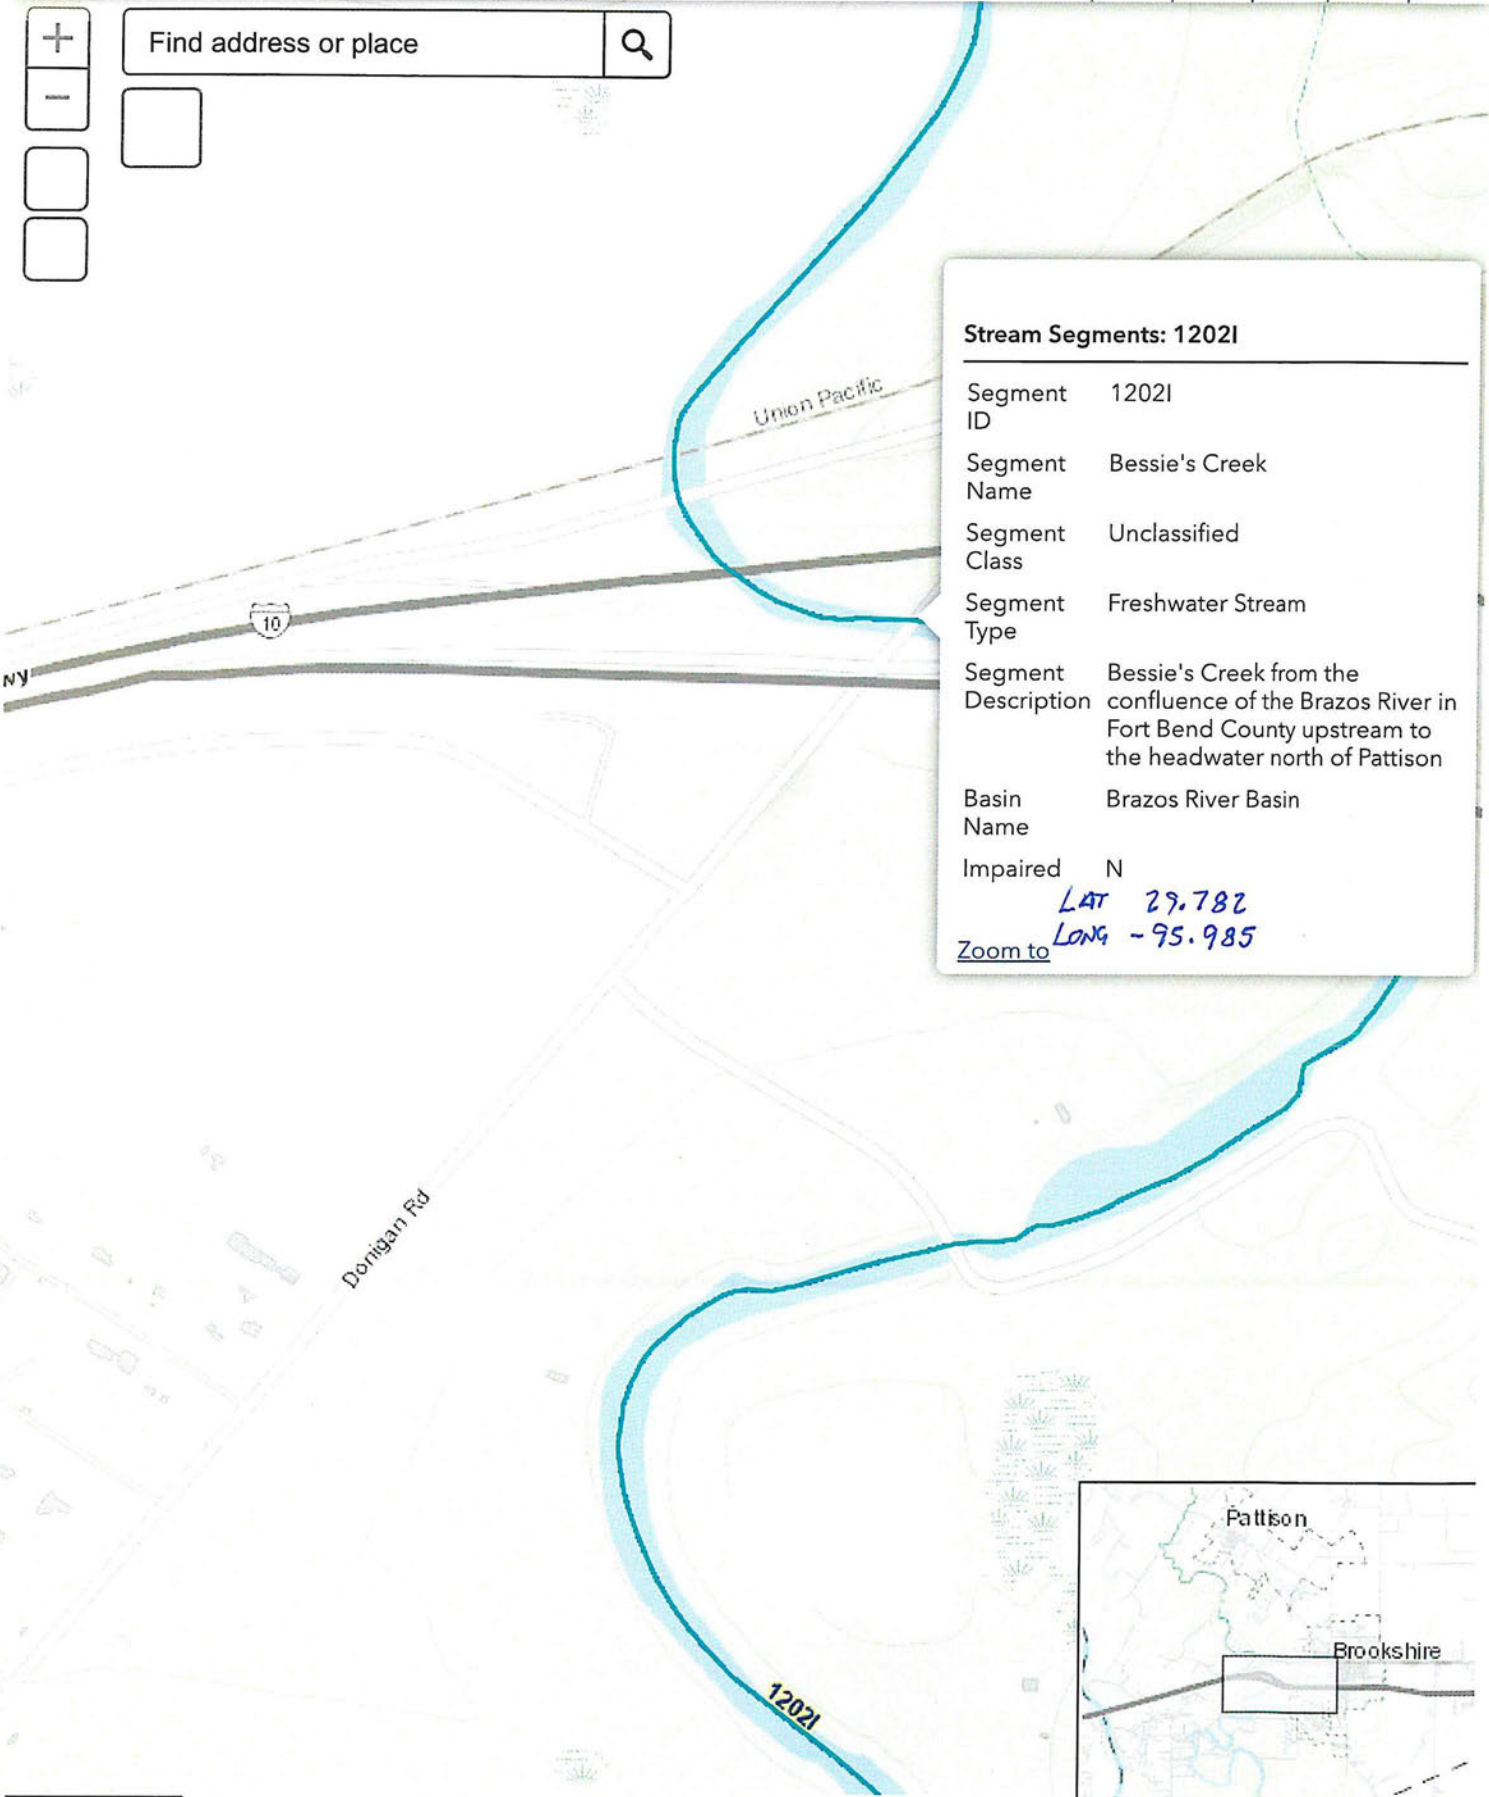 +
Find address or place
−
Union Pacific
10
Donigan Rd
1202I
Stream Segments: 1202I
Segment ID 1202I
Segment Name Bessie's Creek
Segment Class Unclassified
Segment Type Freshwater Stream
Segment Description Bessie's Creek from the
confluence of the Brazos River in
Fort Bend County upstream to
the headwater north of Pattison
Basin Name Brazos River Basin
Impaired N
LAT 29.782
LONG -95.985
Zoom to
Pattison
Brookshire